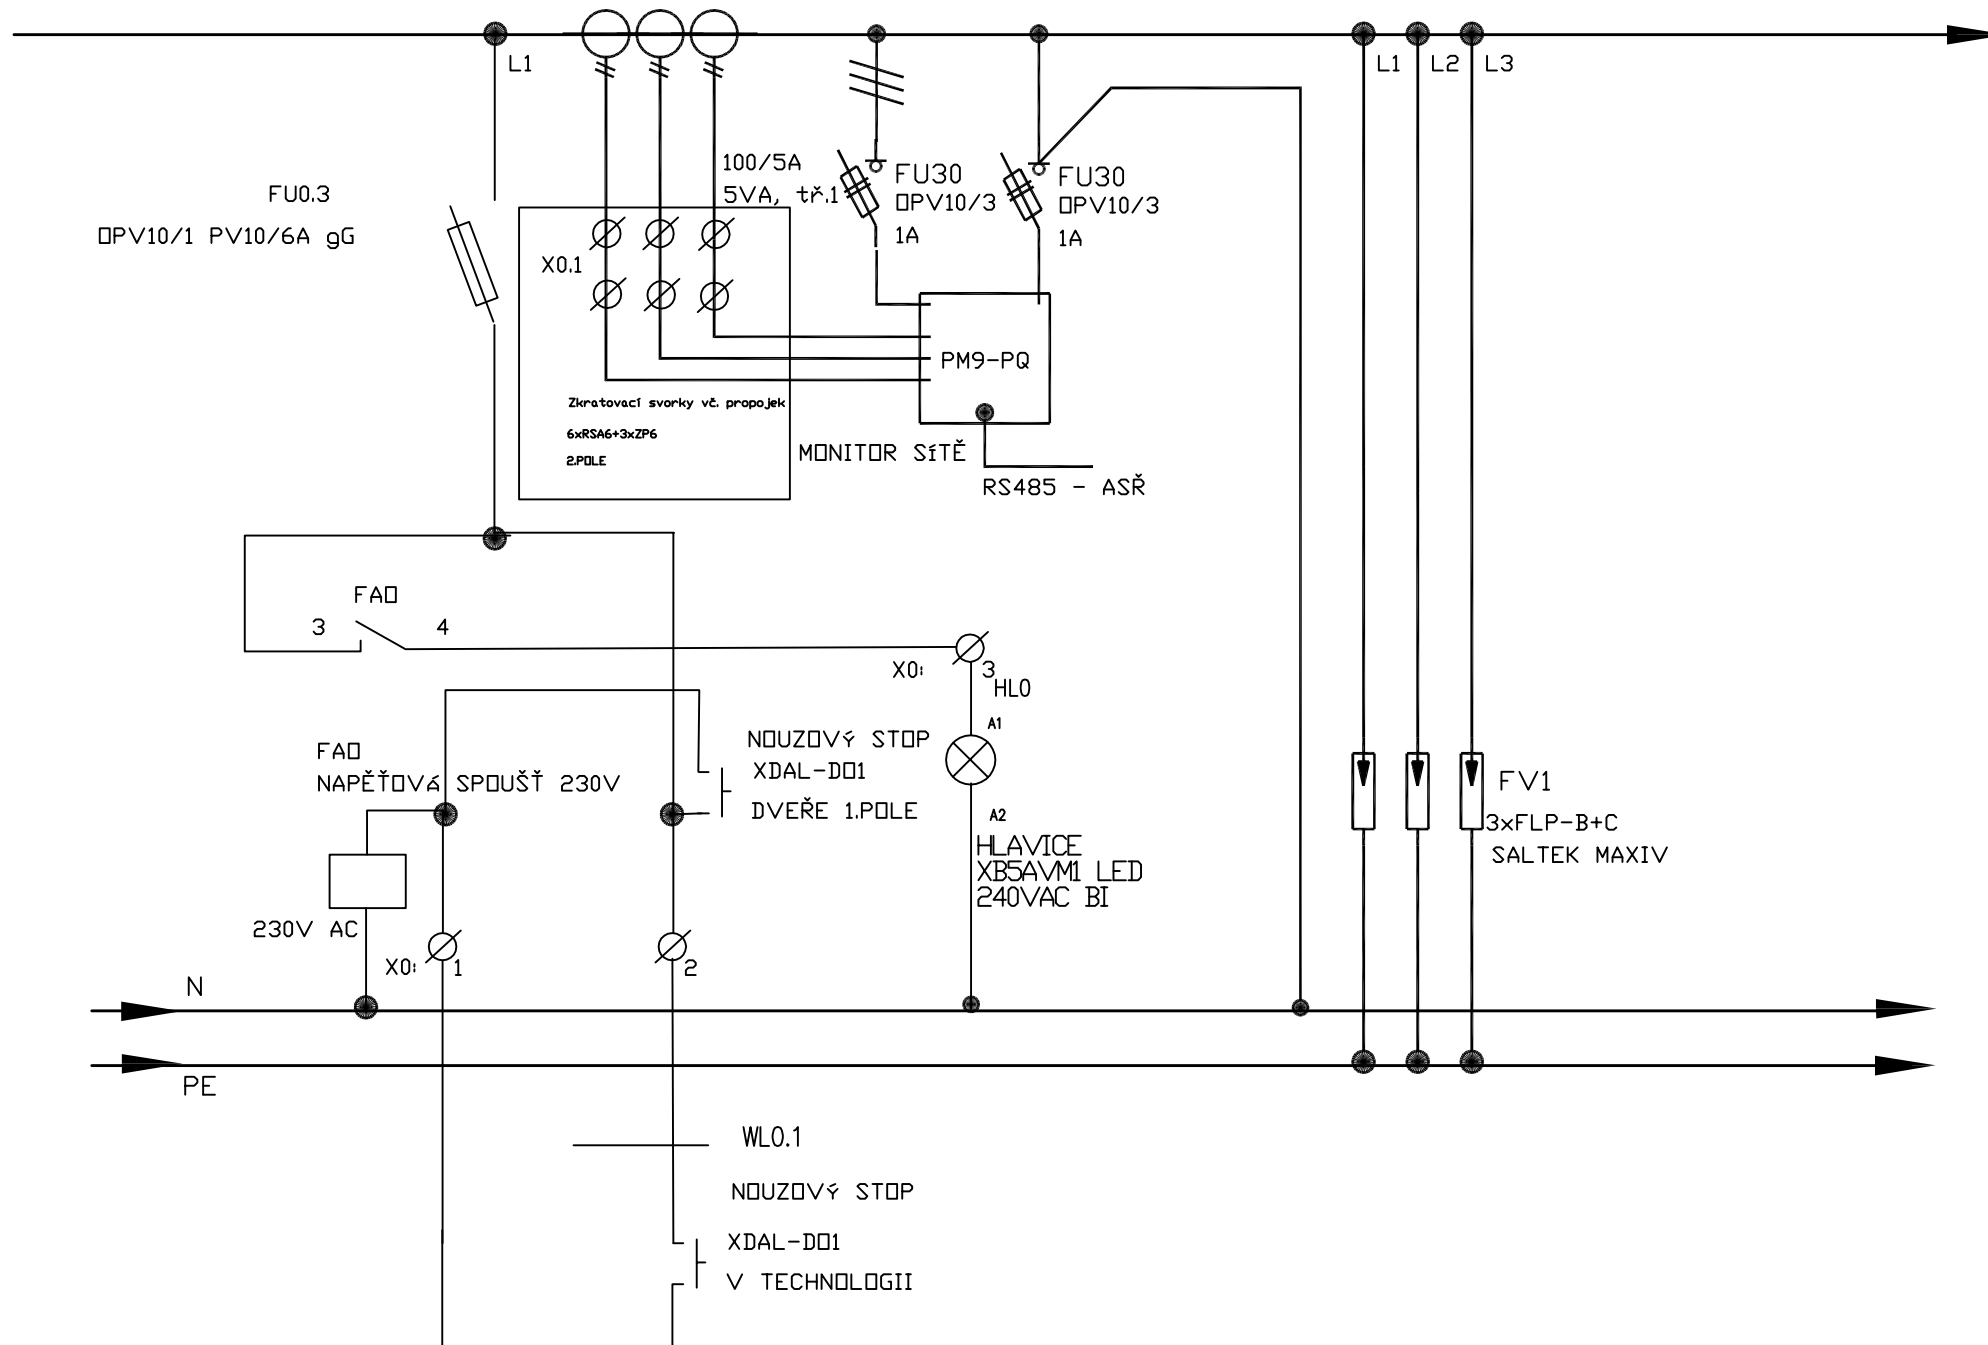 L1
L1
L2
L3
100/5A
5VA, tř.1
FU30
OPV10/3
1A
FU30
OPV10/3
1A
FU0.3
OPV10/1 PV10/6A gG
X0.1
PM9-PQ
Zkratovací svorky vč. propojek
6xRSA6+3xZP6
2.POLE
MONITOR SíTĚ
RS485 - ASŘ
FA0
3
4
X0:
3
HL0
A1
NOUZOVÝ STOP
XDAL-D01
DVEŘE 1.POLE
FA0
NAPĚŤOVá SPOUŠŤ 230V
FV1
3xFLP-B+C
SALTEK MAXIV
A2
HLAVICE
XB5AVM1 LED
240VAC BI
230V AC
X0:
1
2
N
PE
WL0.1
NOUZOVÝ STOP
XDAL-D01
V TECHNOLOGII